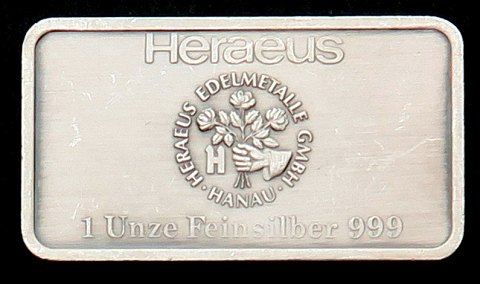 Heraeus
HERAEUS EDELMETALLE GMBH
· HANAU ·
H
1 Unze Feinsilber 999